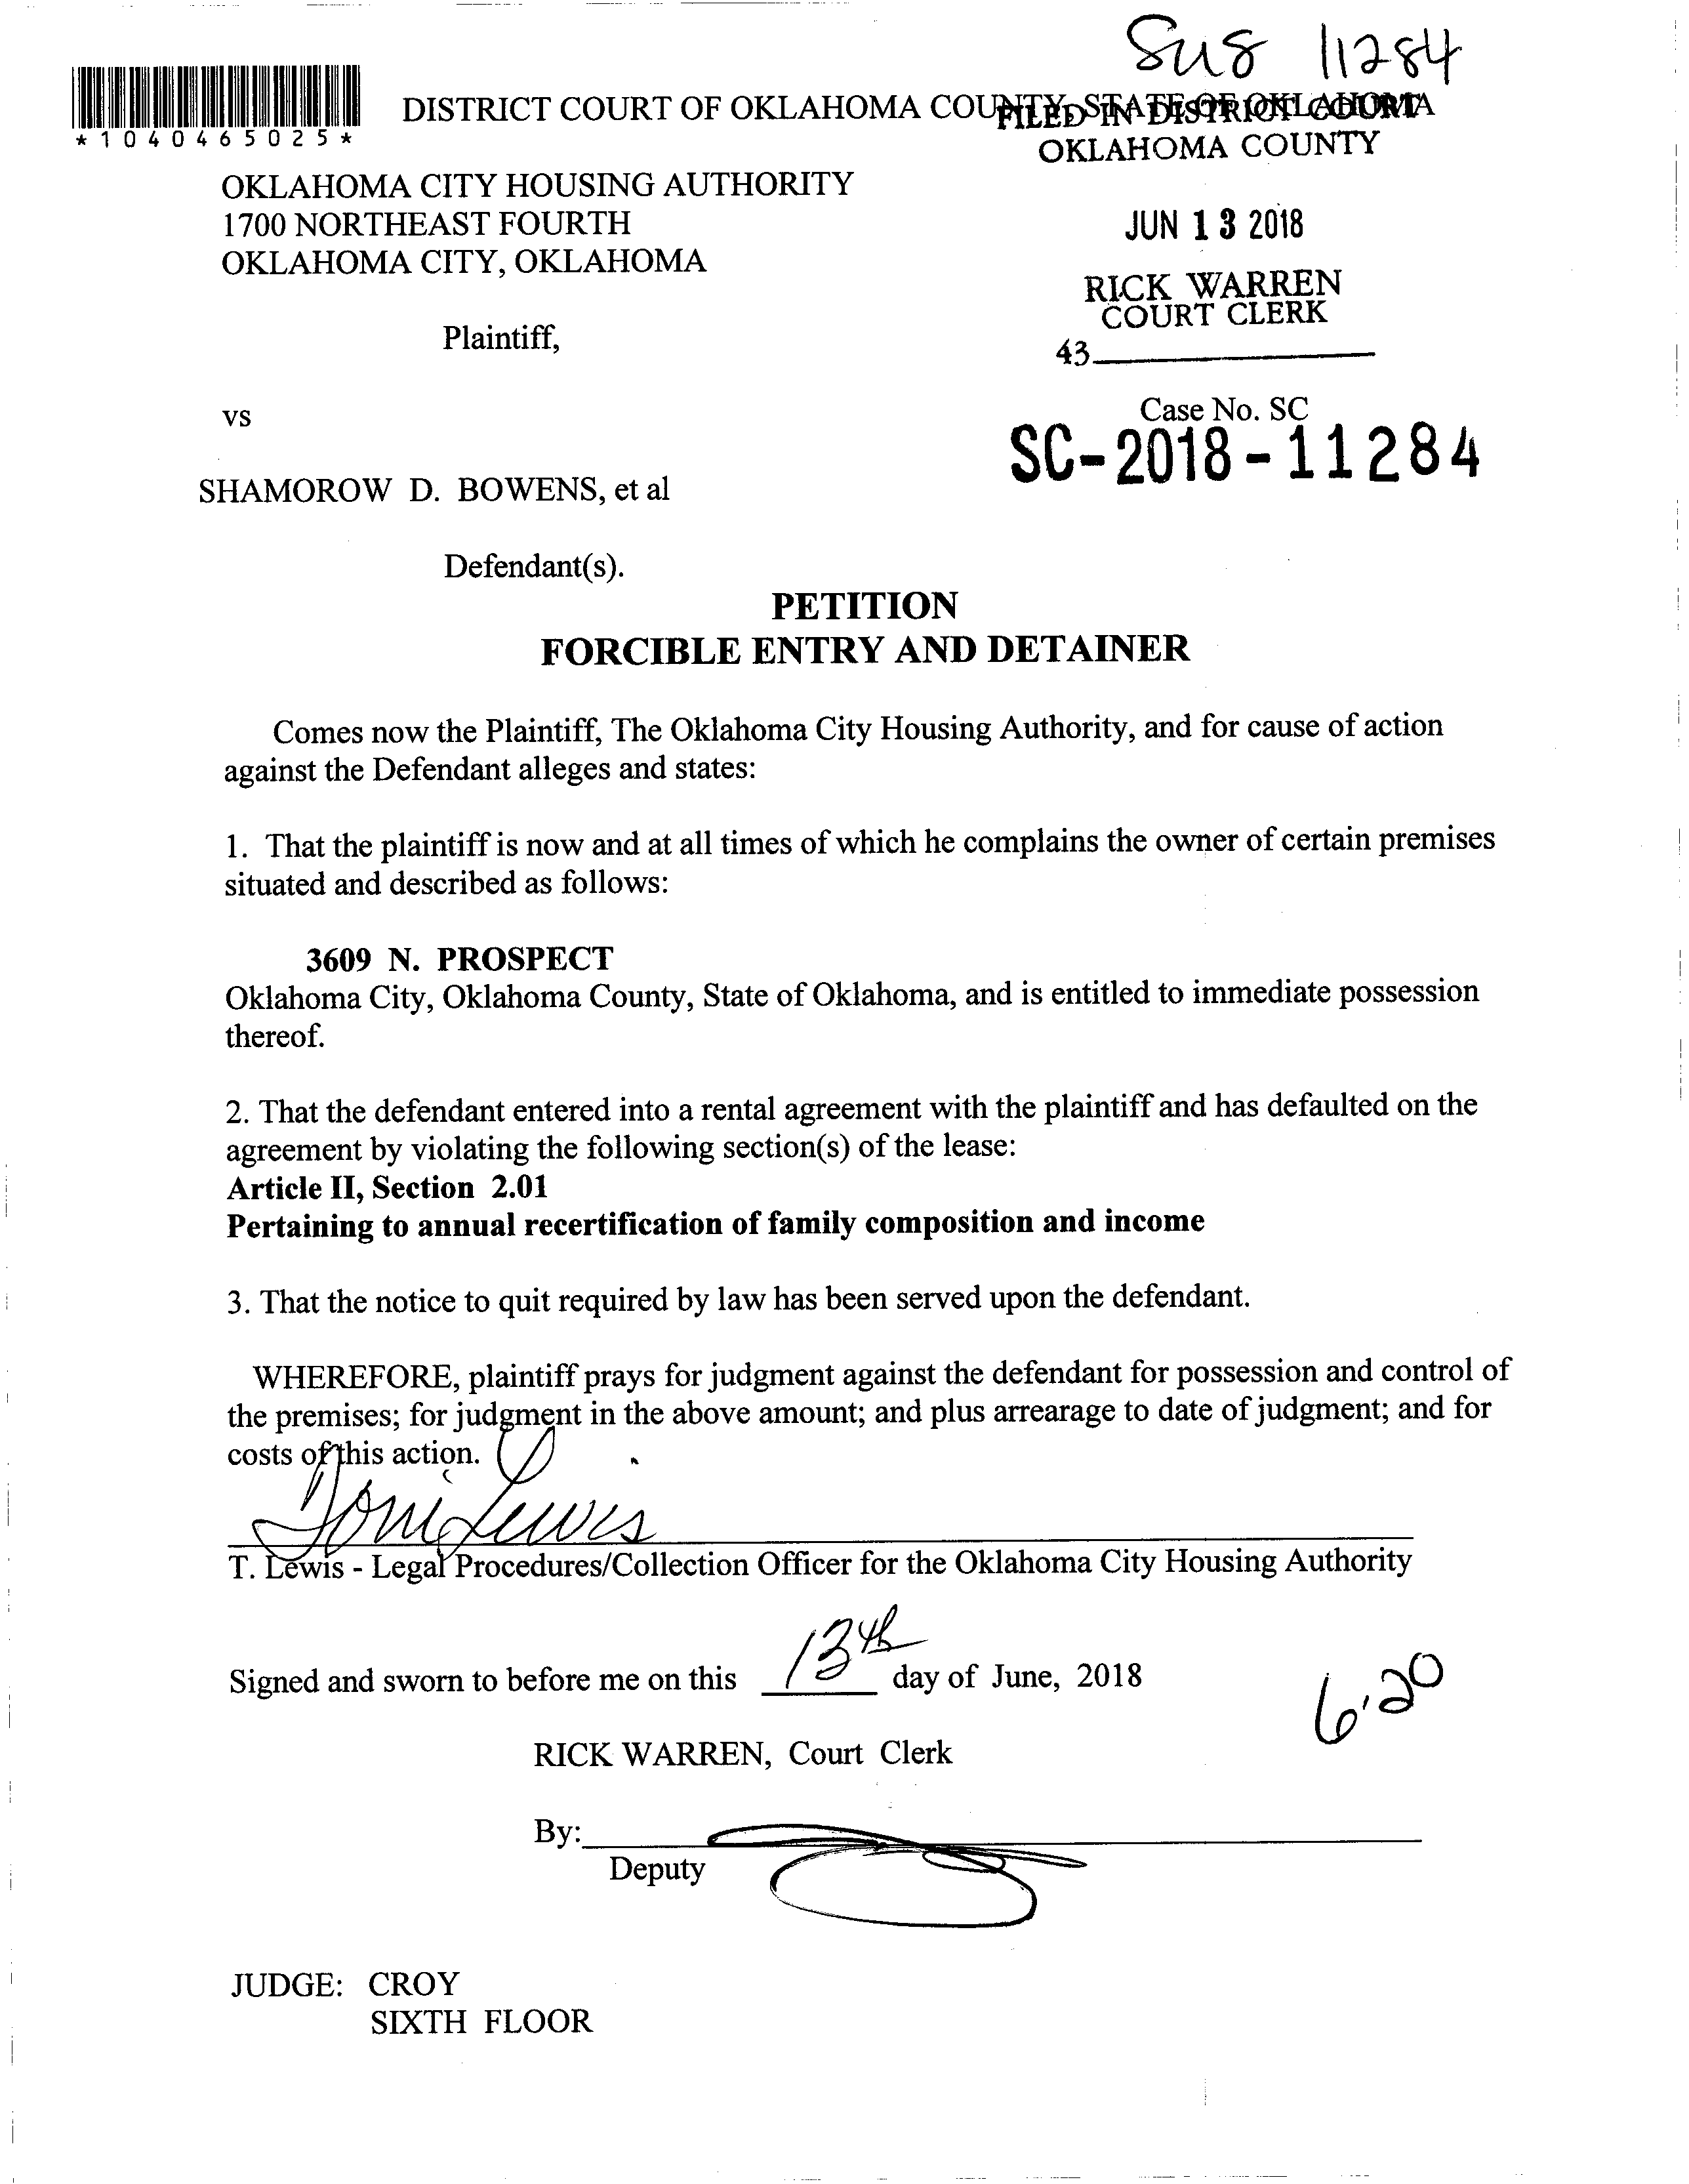 SUS 11284
*1040465025*
DISTRICT COURT OF OKLAHOMA COUNTY, STATE OF OKLAHOMA
FILED IN DISTRICT COURT
OKLAHOMA COUNTY
OKLAHOMA CITY HOUSING AUTHORITY
1700 NORTHEAST FOURTH
OKLAHOMA CITY, OKLAHOMA
JUN 13 2018
RICK WARREN
COURT CLERK
43
Plaintiff,
vs
Case No. SC
SC-2018-11284
SHAMOROW D. BOWENS, et al
Defendant(s).
PETITION
FORCIBLE ENTRY AND DETAINER
Comes now the Plaintiff, The Oklahoma City Housing Authority, and for cause of action
against the Defendant alleges and states:
1. That the plaintiff is now and at all times of which he complains the owner of certain premises
situated and described as follows:
3609 N. PROSPECT
Oklahoma City, Oklahoma County, State of Oklahoma, and is entitled to immediate possession
thereof.
2. That the defendant entered into a rental agreement with the plaintiff and has defaulted on the
agreement by violating the following section(s) of the lease:
Article II, Section 2.01
Pertaining to annual recertification of family composition and income
3. That the notice to quit required by law has been served upon the defendant.
WHEREFORE, plaintiff prays for judgment against the defendant for possession and control of
the premises; for judgment in the above amount; and plus arrearage to date of judgment; and for
costs of this action.
Toni Lewis
T. Lewis - Legal Procedures/Collection Officer for the Oklahoma City Housing Authority
Signed and sworn to before me on this 13th day of June, 2018
6.20
RICK WARREN, Court Clerk
By:
Deputy
JUDGE: CROY
SIXTH FLOOR